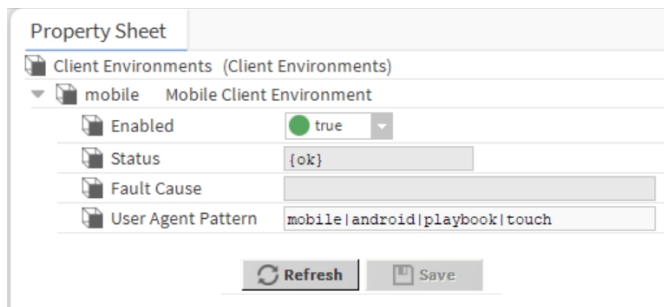 Property Sheet
Client Environments (Client Environments)
mobile Mobile Client Environment
Enabled true
Status {ok}
Fault Cause
User Agent Pattern mobile|android|playbook|touch
Refresh Save